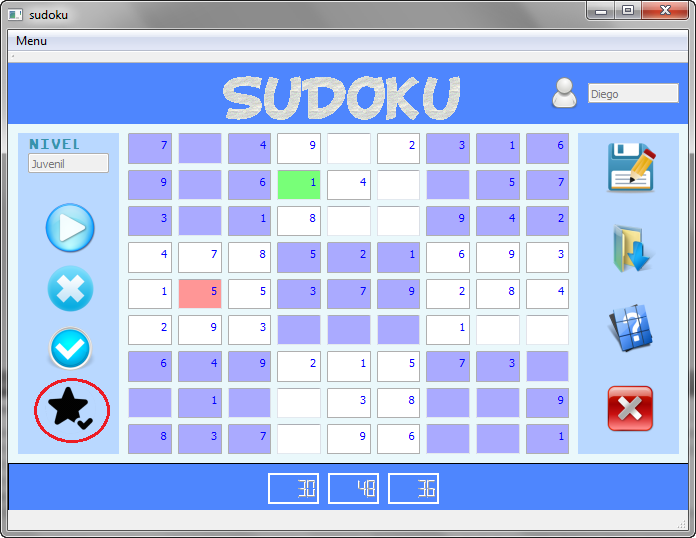 sudoku
Menu
SUDOKU
Diego
NIVEL
Juvenil
7 4 9 2 3 1 6
9 6 1 4 5 7
3 1 8 9 4 2
4 7 8 5 2 1 6 9 3
1 5 5 3 7 9 2 8 4
2 9 3 1
6 4 9 2 1 5 7 3
1 3 8 9
8 3 7 9 6 1
?
30 48 36